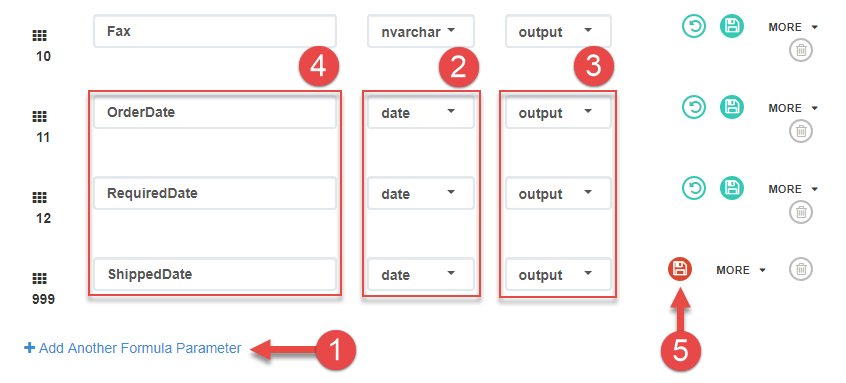 Fax nvarchar output MORE
10 4 2 3
OrderDate date output MORE
11
RequiredDate date output MORE
12
ShippedDate date output MORE
999
+ Add Another Formula Parameter 1 5